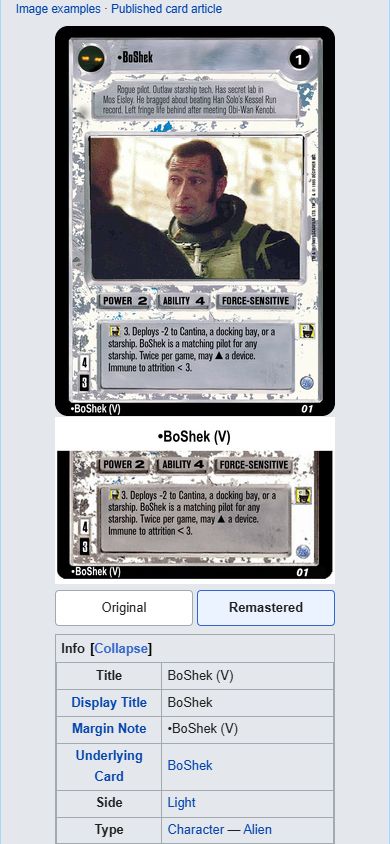 Image examples · Published card article
•BoShek
1
Rogue pilot. Outlaw starship tech. Has secret lab in
Mos Eisley. He bragged about beating Han Solo's Kessel Run
record. Left fringe life behind after meeting Obi-Wan Kenobi.
POWER 2 ABILITY 4 FORCE-SENSITIVE
3. Deploys -2 to Cantina, a docking bay, or a
starship. BoShek is a matching pilot for any
starship. Twice per game, may ▲ a device.
Immune to attrition < 3.
4
3
•BoShek (V) 01
•BoShek (V)
POWER 2 ABILITY 4 FORCE-SENSITIVE
3. Deploys -2 to Cantina, a docking bay, or a
starship. BoShek is a matching pilot for any
starship. Twice per game, may ▲ a device.
Immune to attrition < 3.
4
3
•BoShek (V) 01
Original Remastered
Info [Collapse]
Title BoShek (V)
Display Title BoShek
Margin Note •BoShek (V)
Underlying
Card BoShek
Side Light
Type Character — Alien